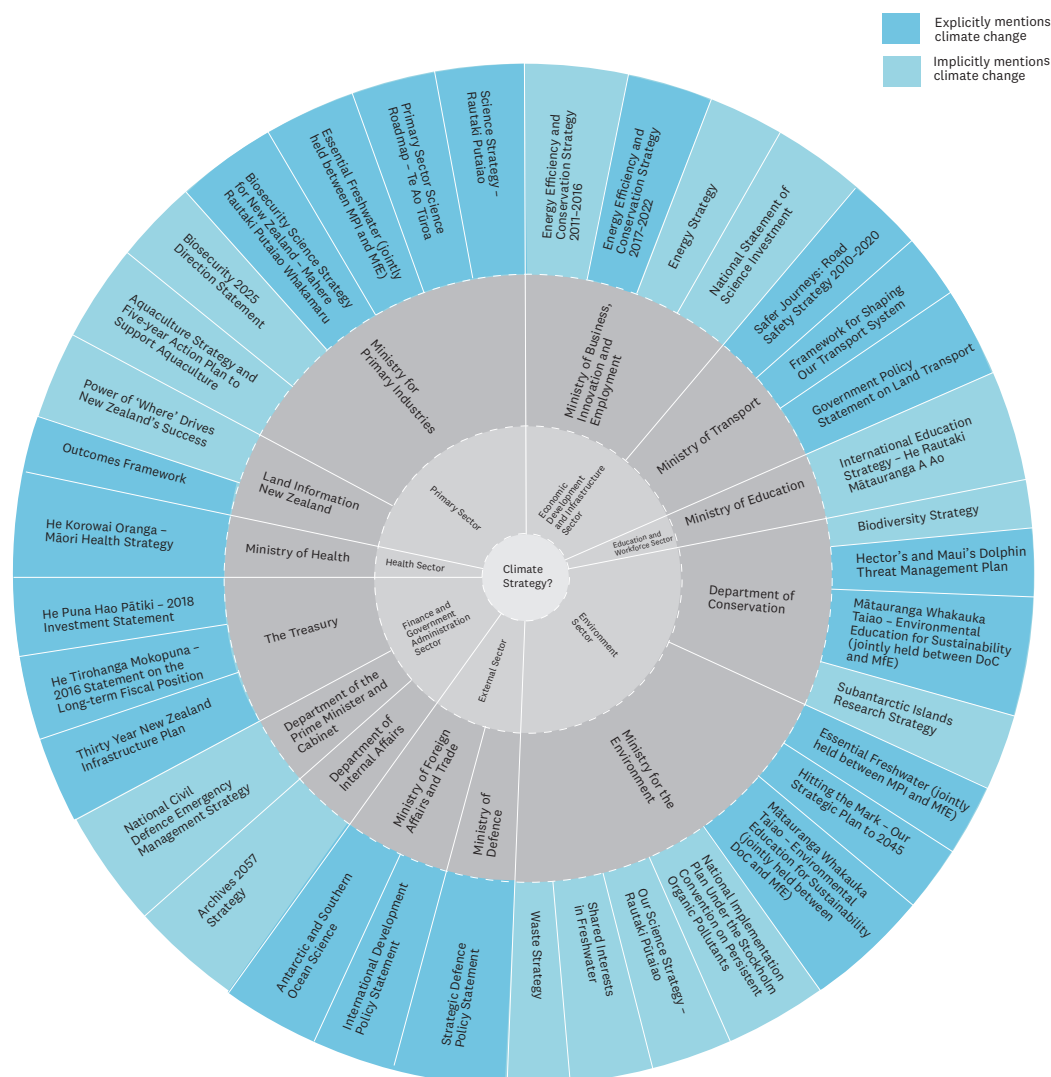 Explicitly mentions
climate change
Implicitly mentions
climate change
Climate
Strategy?
Economic
Development
and Infrastructure
Sector
Education and
Workforce Sector
Environment
Sector
External Sector
Finance and
Government
Administration
Sector
Health Sector
Primary Sector
Ministry of Business,
Innovation and
Employment
Ministry of Transport
Ministry of Education
Department of
Conservation
Ministry for the
Environment
Ministry of
Defence
Ministry of Foreign
Affairs and Trade
Department of
Internal Affairs
Department of the
Prime Minister and
Cabinet
The Treasury
Ministry of Health
Land Information
New Zealand
Ministry for
Primary Industries
Energy Efficiency and
Conservation Strategy
2011–2016
Energy Efficiency and
Conservation Strategy
2017–2022
Energy Strategy
National Statement of
Science Investment
Safer Journeys: Road
Safety Strategy 2010–2020
Framework for Shaping
Our Transport System
Government Policy
Statement on Land Transport
International Education
Strategy – He Rautaki
Mātauranga A Ao
Biodiversity Strategy
Hector's and Maui's Dolphin
Threat Management Plan
Mātauranga Whakauka
Taiao – Environmental
Education for Sustainability
(jointly held between DoC
and MfE)
Subantarctic Islands
Research Strategy
Essential Freshwater (jointly
held between MPI and MfE)
Hitting the Mark – Our
Strategic Plan to 2045
Mātauranga Whakauka
Taiao – Environmental
Education for Sustainability
(jointly held between
DoC and MfE)
National Implementation
Plan Under the Stockholm
Convention on Persistent
Organic Pollutants
Our Science Strategy –
Rautaki Pūtaiao
Shared Interests
in Freshwater
Waste Strategy
Strategic Defence
Policy Statement
International Development
Policy Statement
Antarctic and Southern
Ocean Science
Archives 2057
Strategy
National Civil
Defence Emergency
Management Strategy
Thirty Year New Zealand
Infrastructure Plan
He Tirohanga Mokopuna –
2016 Statement on the
Long-term Fiscal Position
He Puna Hao Pātiki – 2018
Investment Statement
He Korowai Oranga –
Māori Health Strategy
Outcomes Framework
Power of ‘Where’ Drives
New Zealand's Success
Aquaculture Strategy and
Five-year Action Plan to
Support Aquaculture
Biosecurity 2025
Direction Statement
Biosecurity Science Strategy
for New Zealand – Mahere
Rautaki Putaiao Whakamaru
Essential Freshwater (jointly
held between MPI and MfE)
Primary Sector Science
Roadmap – Te Ao Tūroa
Science Strategy –
Rautaki Putaiao